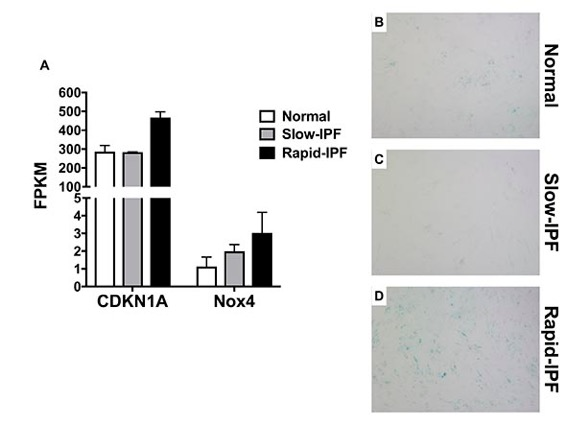 A
600
500
400
300
200
100
5
4
3
2
1
0
FPKM
CDKN1A
Nox4
Normal
Slow-IPF
Rapid-IPF
B
Normal
C
Slow-IPF
D
Rapid-IPF